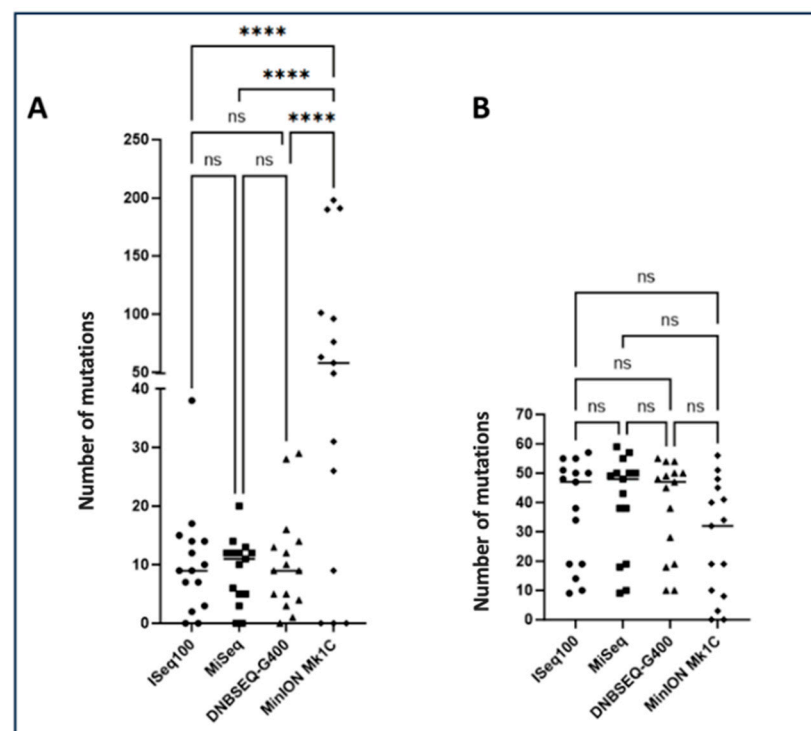 ****
****
A
ns
****
B
ns
ns
250
200
150
100
50
40
30
20
10
0
Number of mutations
ISeq100
MiSeq
DNBSEQ-G400
MinION Mk1C
ns
ns
ns
ns
ns
ns
70
60
50
40
30
20
10
0
Number of mutations
ISeq100
MiSeq
DNBSEQ-G400
MinION Mk1C